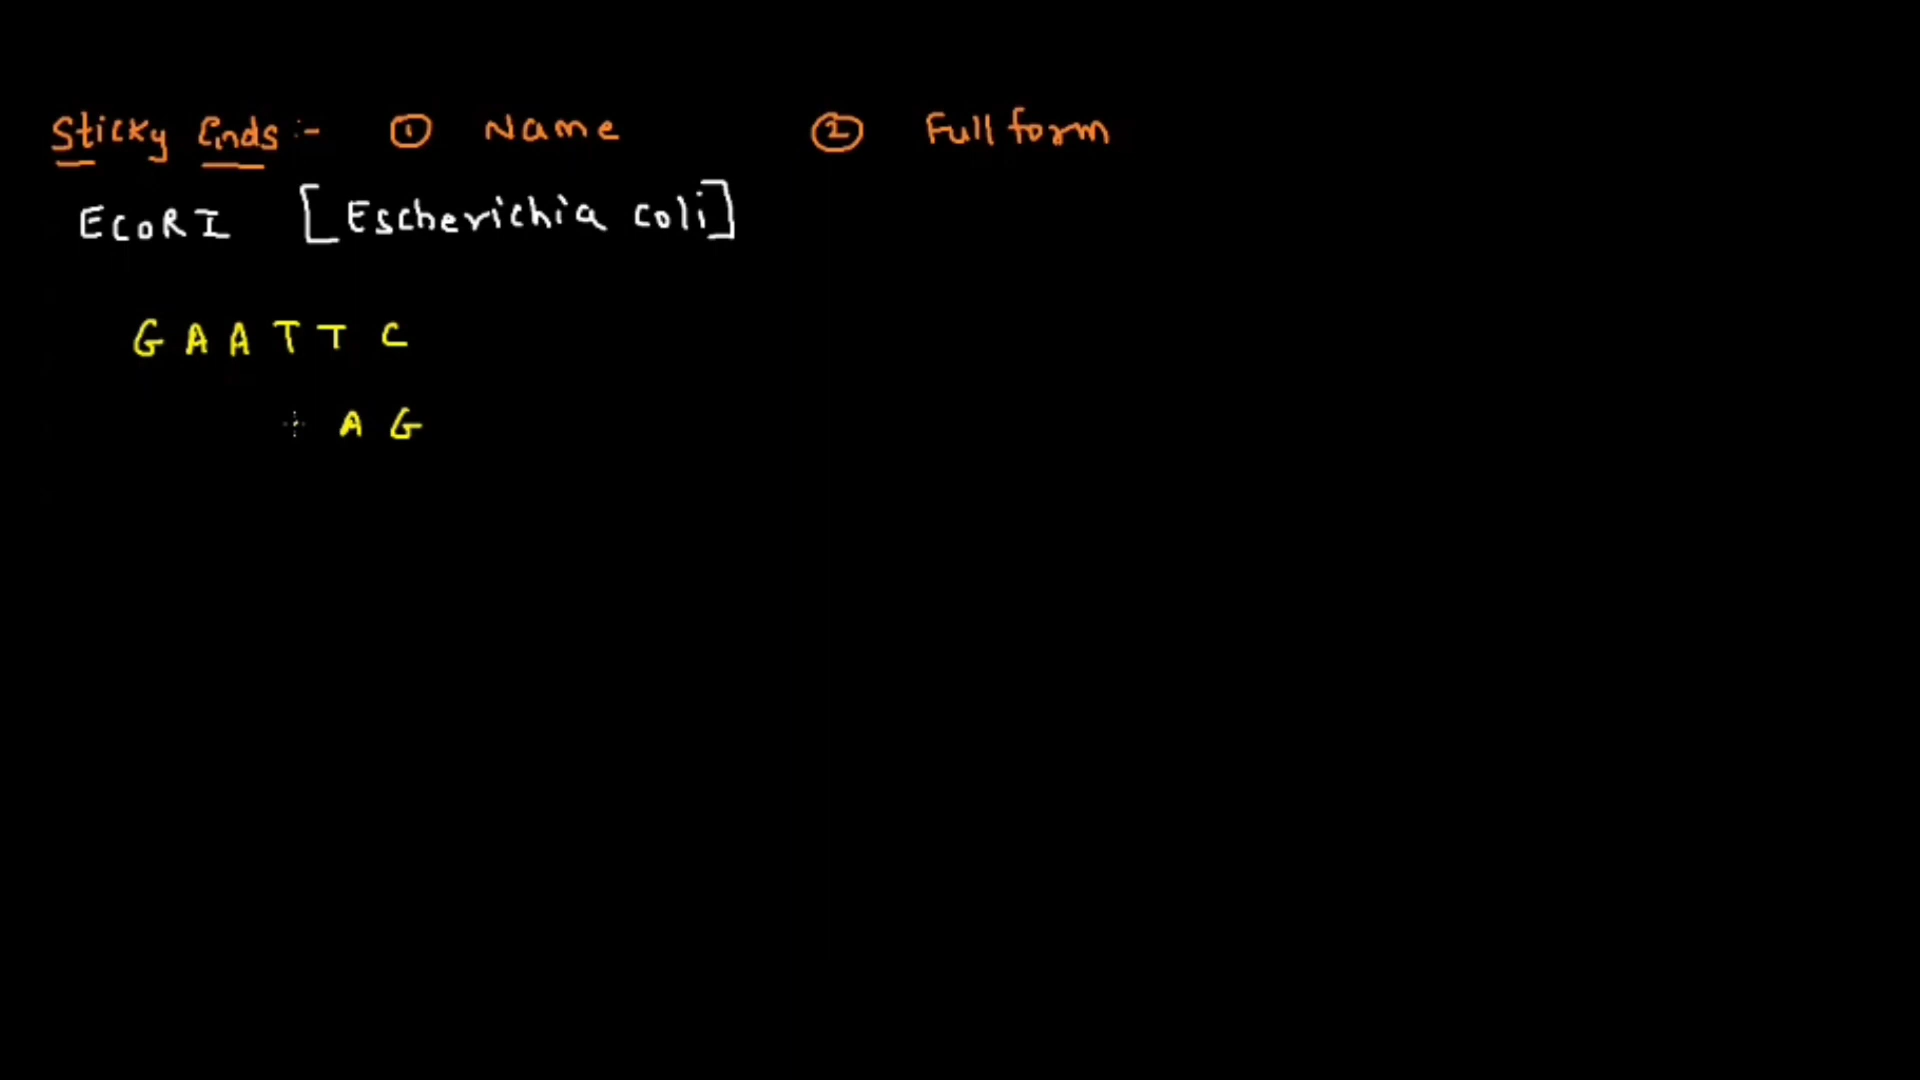 Sticky Ends :- ① Name ② Full form
EcoRI [Escherichia coli]
G A A T T C
A G